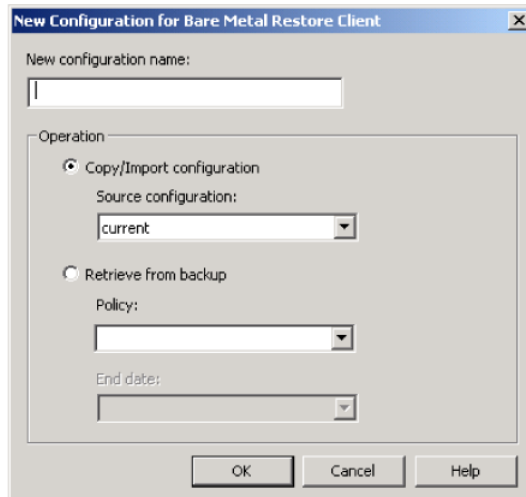 New Configuration for Bare Metal Restore Client
New configuration name:
Operation
Copy/Import configuration
Source configuration:
current
Retrieve from backup
Policy:
End date:
OK Cancel Help